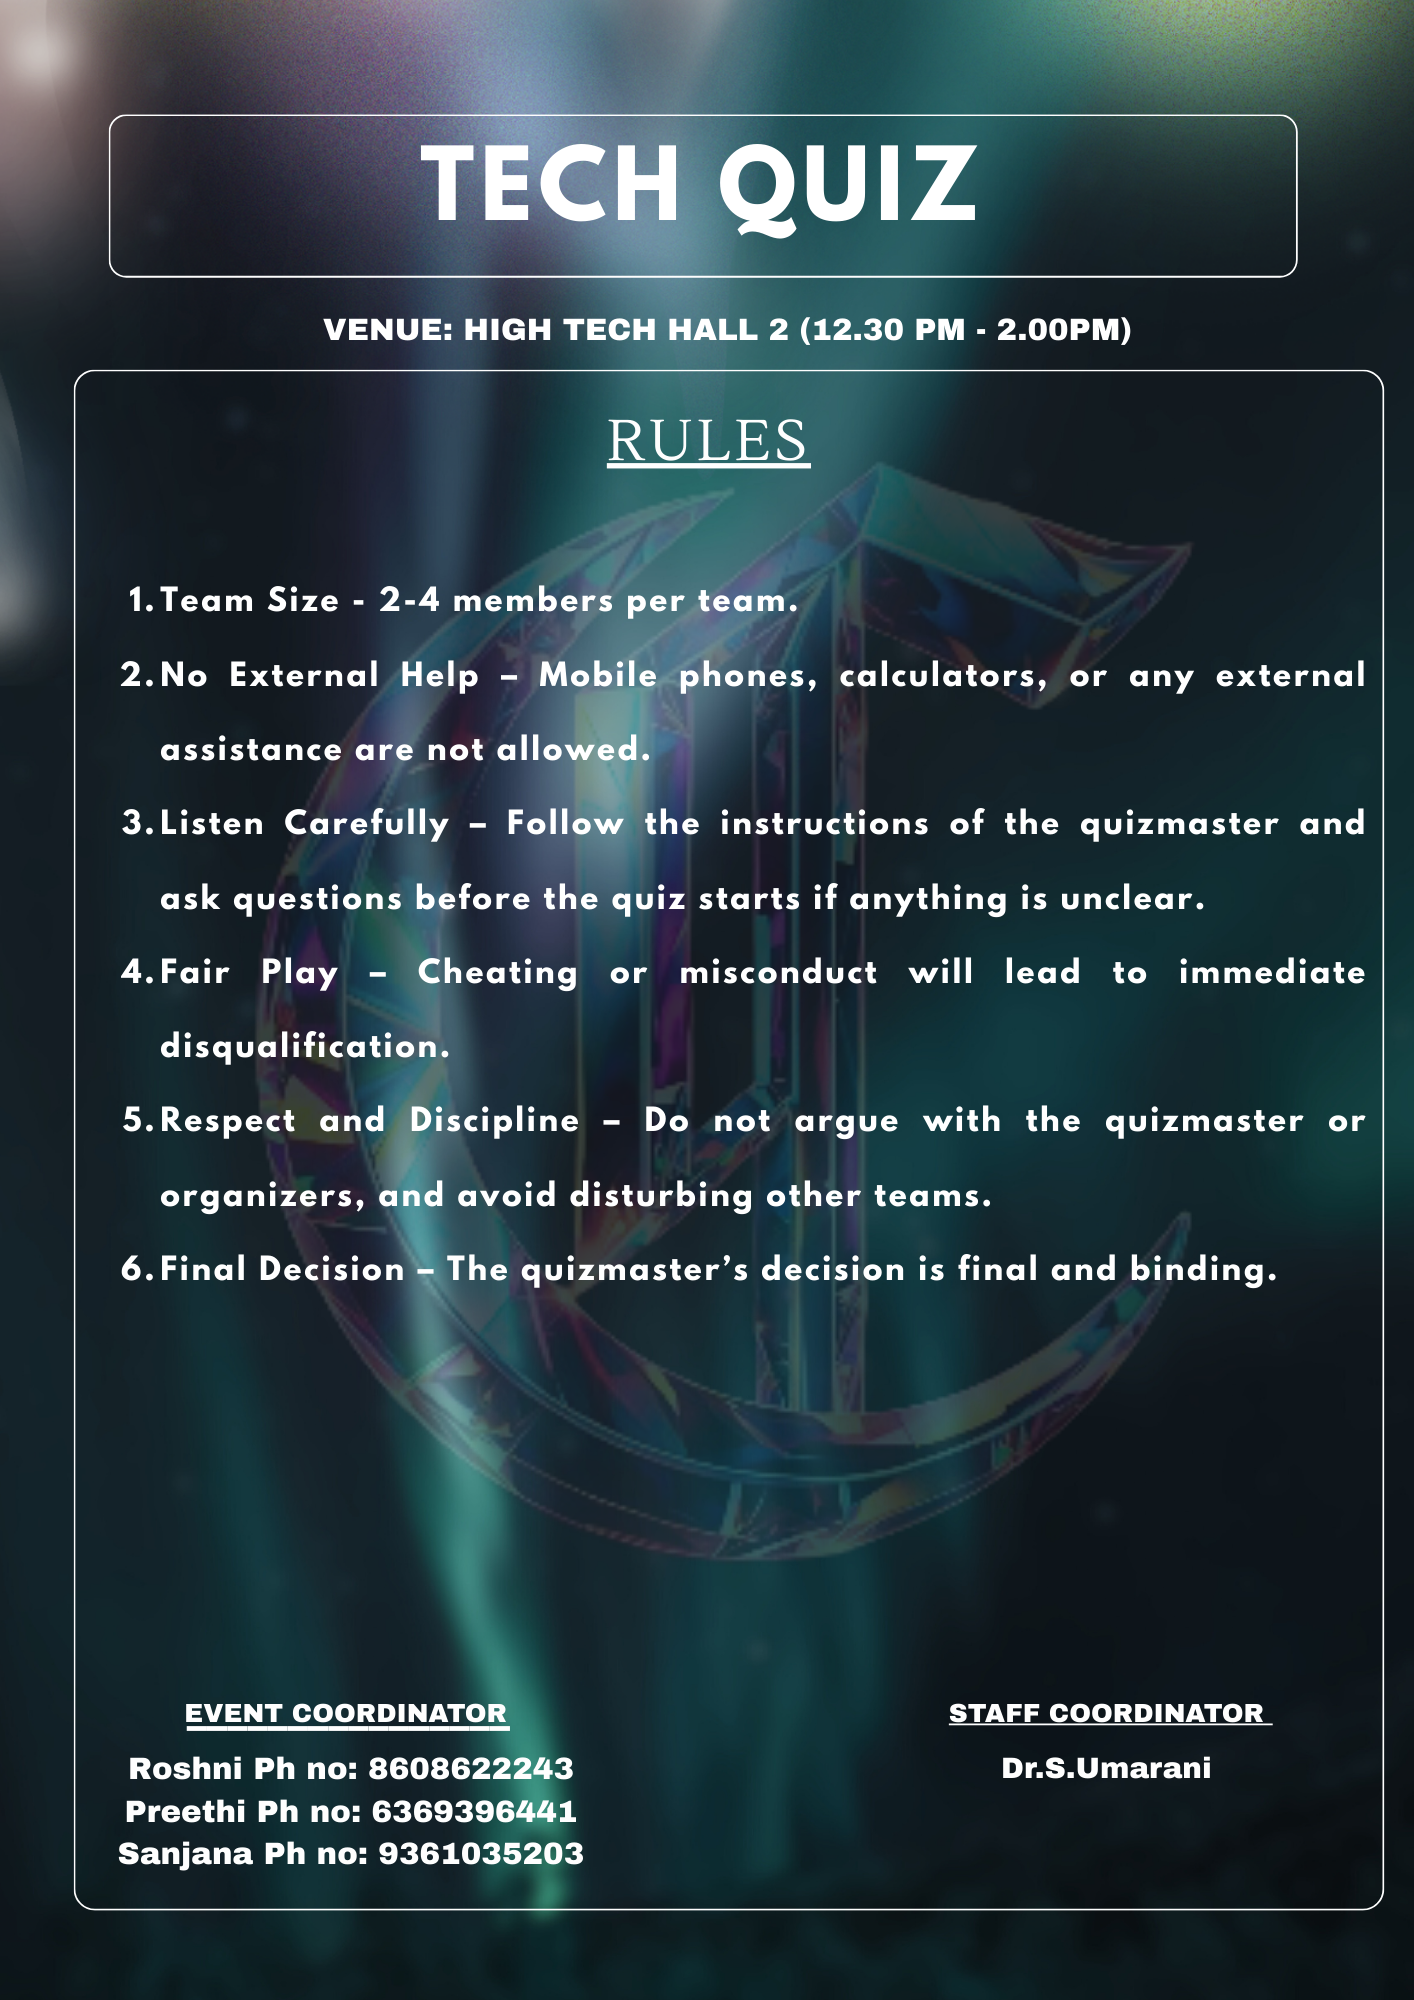 TECH QUIZ
VENUE: HIGH TECH HALL 2 (12.30 PM - 2.00PM)
RULES
1. Team Size - 2-4 members per team.
2. No External Help – Mobile phones, calculators, or any external
assistance are not allowed.
3. Listen Carefully – Follow the instructions of the quizmaster and
ask questions before the quiz starts if anything is unclear.
4. Fair Play – Cheating or misconduct will lead to immediate
disqualification.
5. Respect and Discipline – Do not argue with the quizmaster or
organizers, and avoid disturbing other teams.
6. Final Decision – The quizmaster’s decision is final and binding.
EVENT COORDINATOR
Roshni Ph no: 8608622243
Preethi Ph no: 6369396441
Sanjana Ph no: 9361035203
STAFF COORDINATOR
Dr.S.Umarani